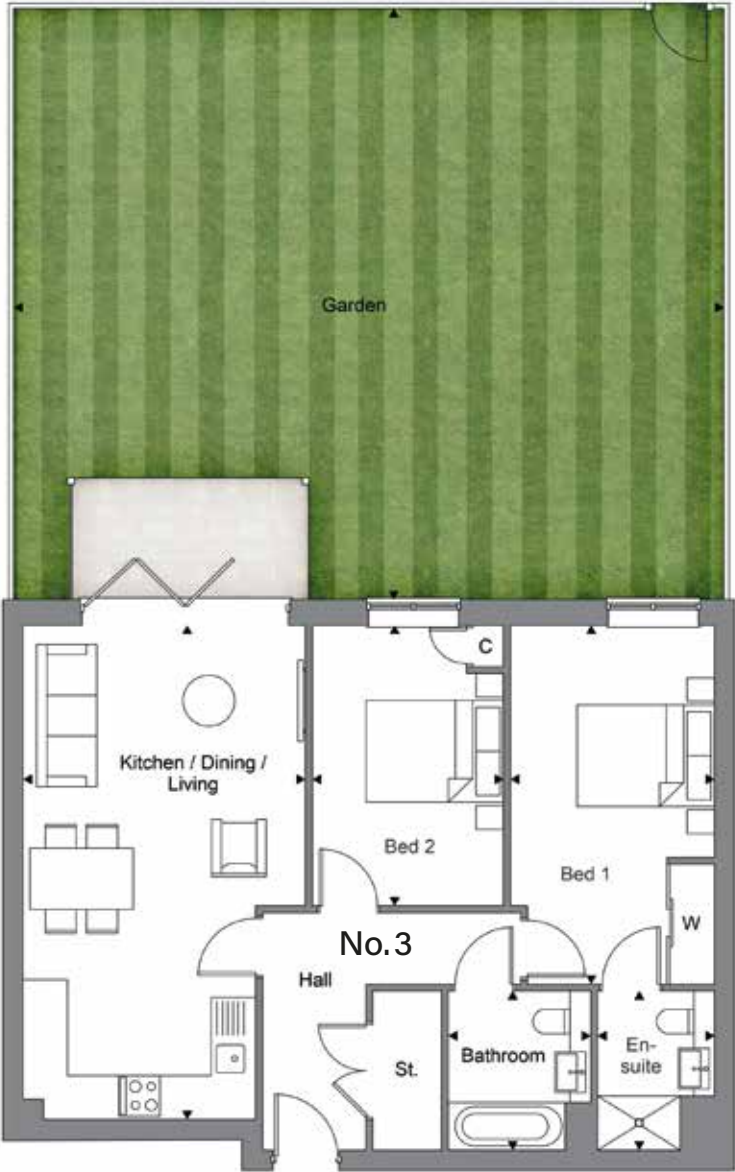 Garden
C
Kitchen / Dining /
Living
Bed 2
Bed 1
W
No.3
Hall
St.
Bathroom
En-
suite